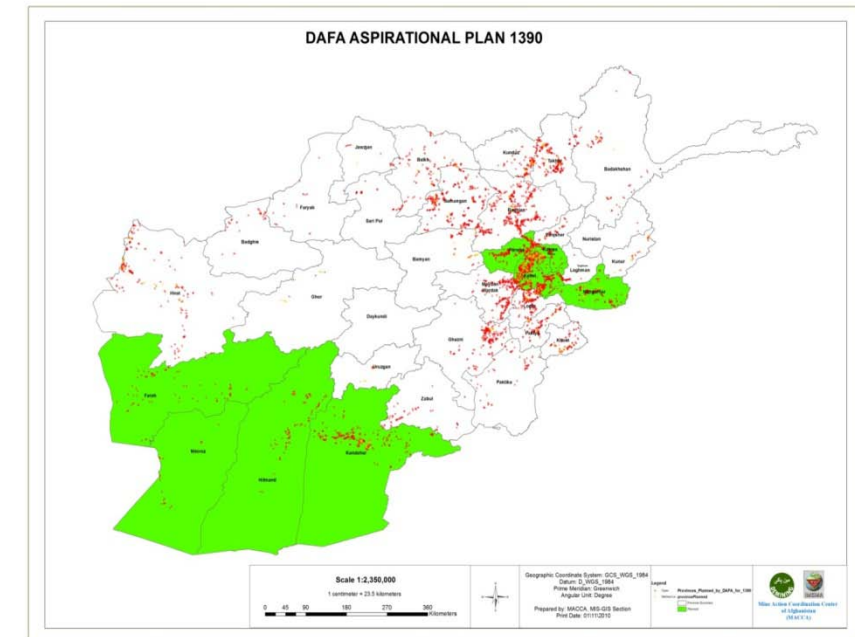 DAFA ASPIRATIONAL PLAN 1390
Jawzjan
Balkh
Kunduz
Takhar
Badakhshan
Faryab
Samangan
Sari Pul
Baghlan
Badghis
Nuristan
Bamyan
Kunar
Laghman
Hirat
Ghor
Daykundi
Ghazni
Khost
Uruzgan
Paktika
Farah
Zabul
Nimroz
Kandahar
Hilmand
Scale 1:2,350,000
1 centimeter = 23.5 kilometers
0 45 90 180 270 360
Kilometers
Geographic Coordinate System: GCS_WGS_1984
Datum: D_WGS_1984
Prime Meridian: Greenwich
Angular Unit: Degree
Prepared by: MACCA, MIS-GIS Section
Print Date: 01/11/2010
Legend
Provinces_Planned_by_DAFA_for_1390
Mine Action Coordination Center
of Afghanistan
(MACCA)